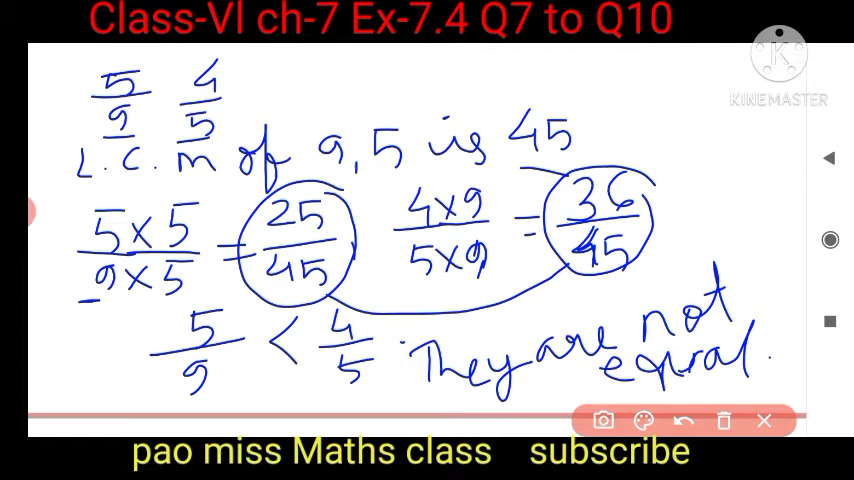 Class-VI ch-7 Ex-7.4 Q7 to Q10
KINEMASTER
5/9 4/5
L.C.M of 9,5 is 45
5×5/9×5 = 25/45 4×9/5×9 = 36/45
5/9 < 4/5. They are not equal.
pao miss Maths class subscribe